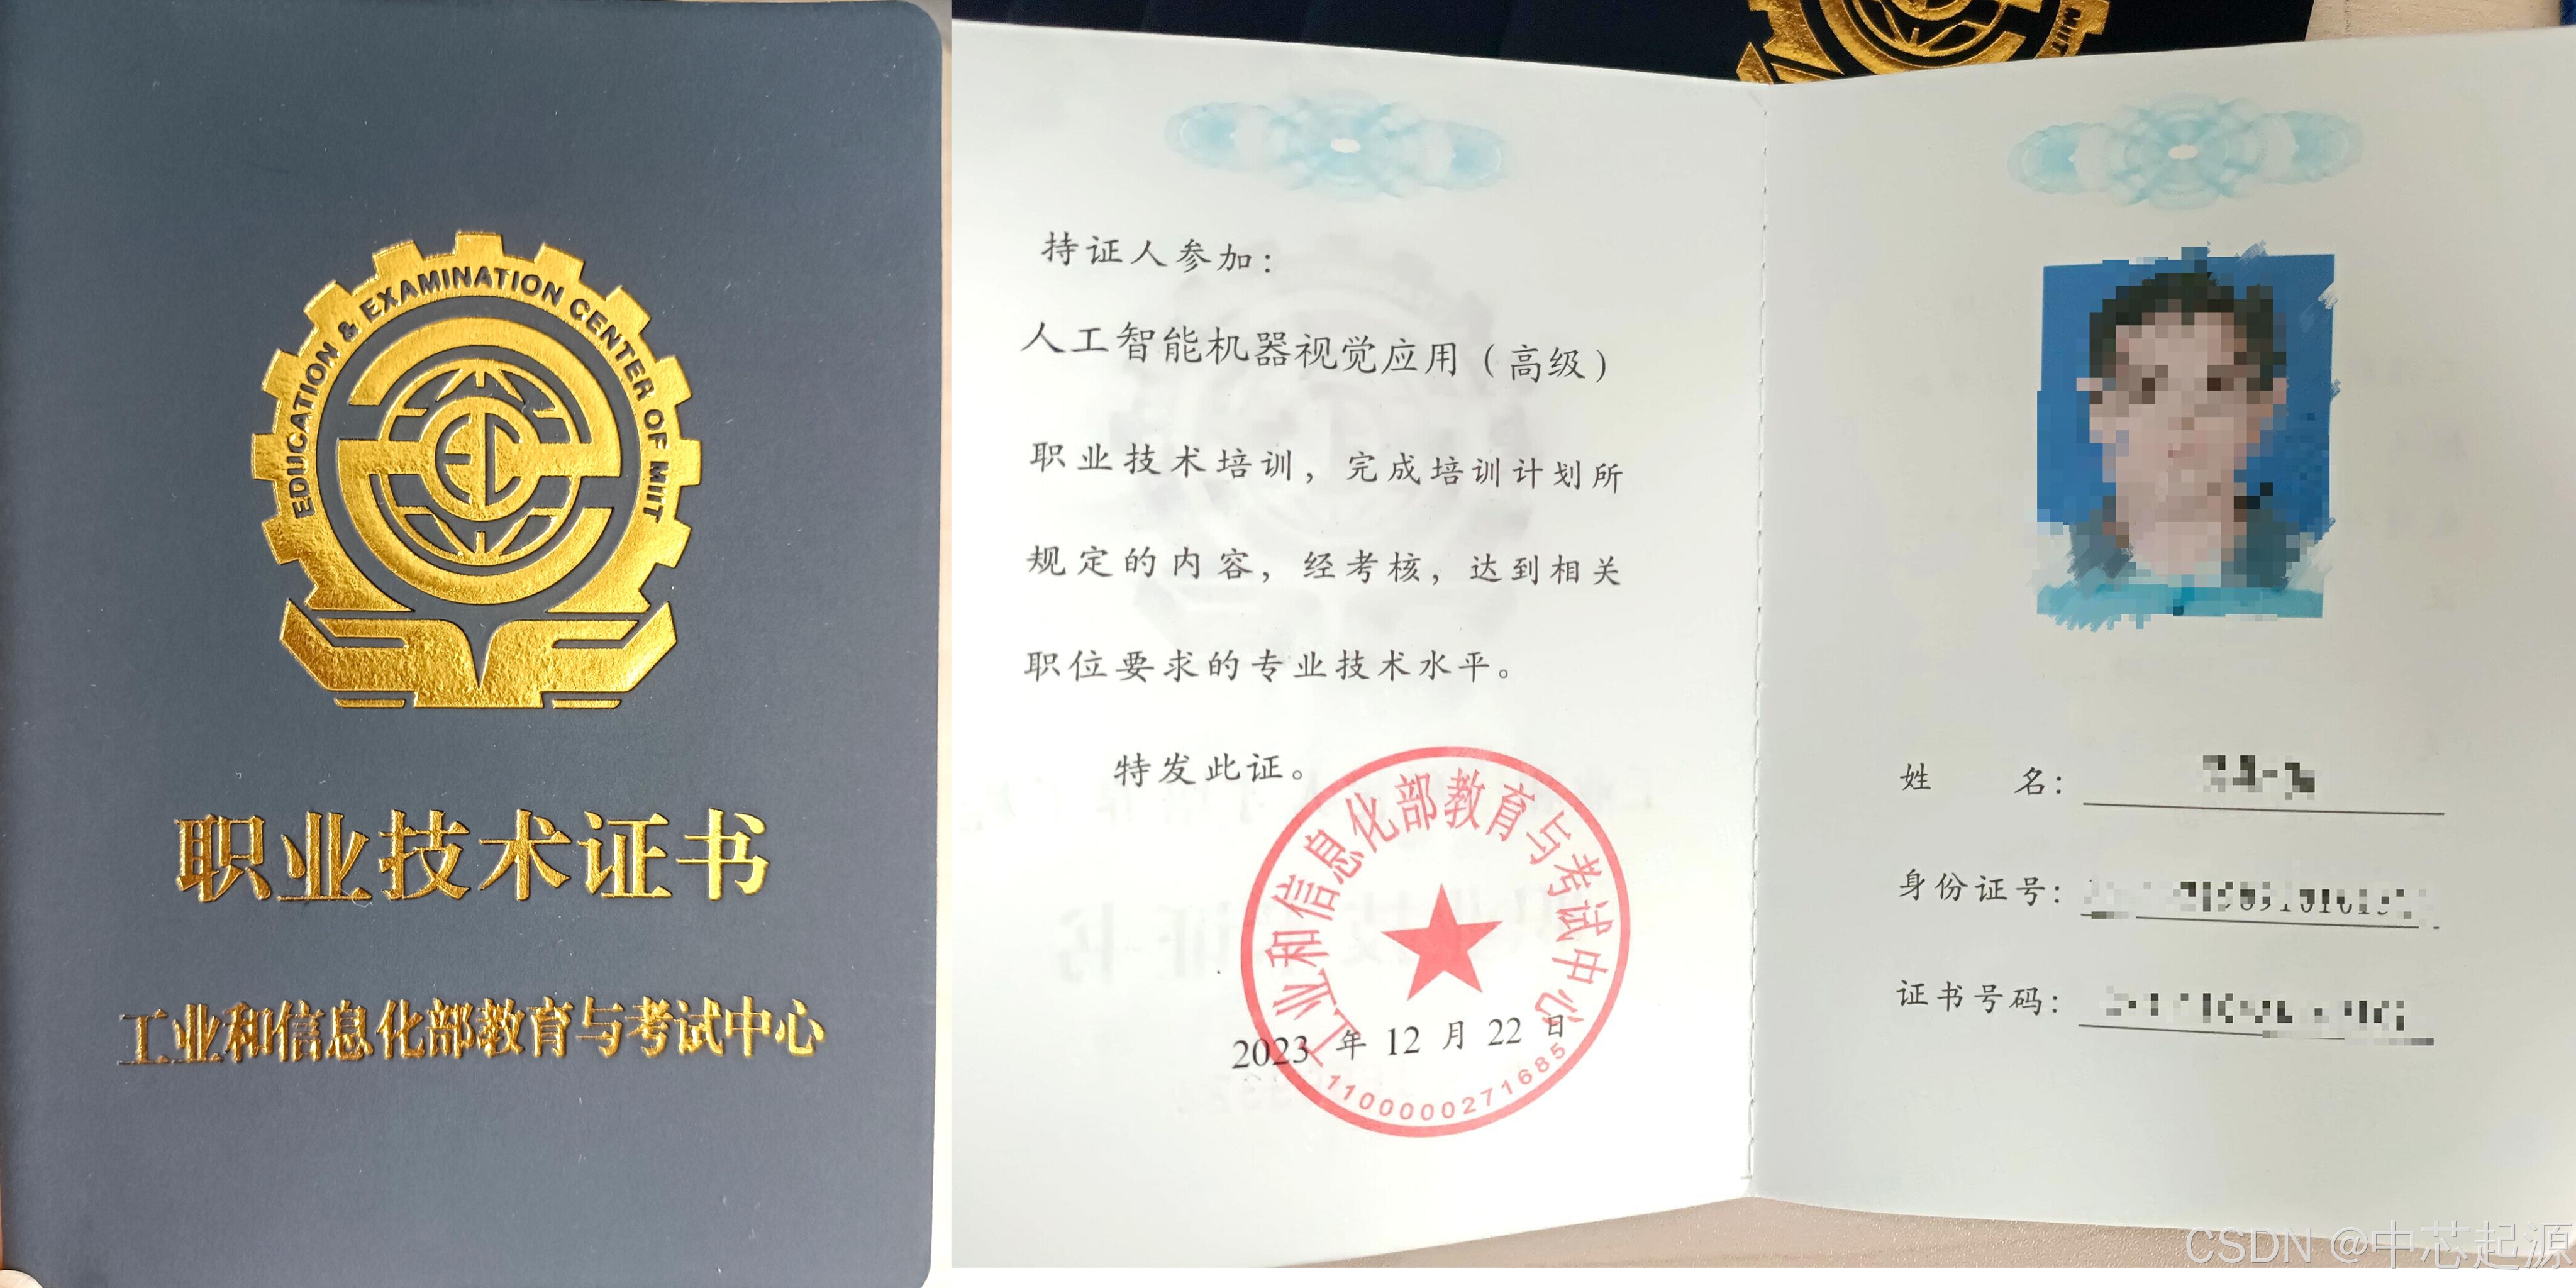 EDUCATION & EXAMINATION CENTER OF MIIT
职业技术证书
工业和信息化部教育与考试中心
持证人参加：
人工智能机器视觉应用（高级）
职业技术培训，完成培训计划所
规定的内容，经考核，达到相关
职位要求的专业技术水平。
特发此证。
工业和信息化部教育与考试中心
2023 年 12 月 22 日
1100000271685
姓 名：
身份证号：
证书号码：
CSDN @中芯起源